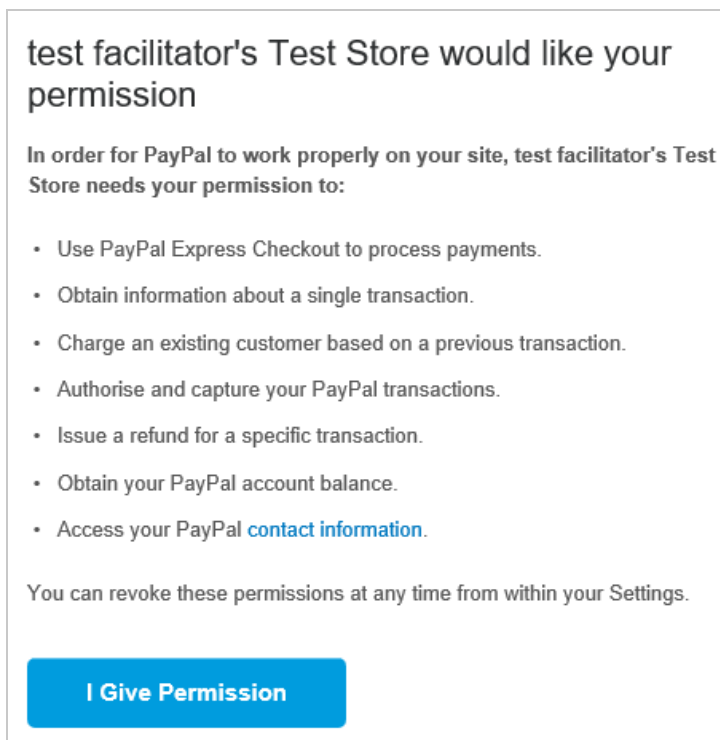 test facilitator's Test Store would like your
permission
In order for PayPal to work properly on your site, test facilitator's Test
Store needs your permission to:
• Use PayPal Express Checkout to process payments.
• Obtain information about a single transaction.
• Charge an existing customer based on a previous transaction.
• Authorise and capture your PayPal transactions.
• Issue a refund for a specific transaction.
• Obtain your PayPal account balance.
• Access your PayPal contact information.
You can revoke these permissions at any time from within your Settings.
I Give Permission